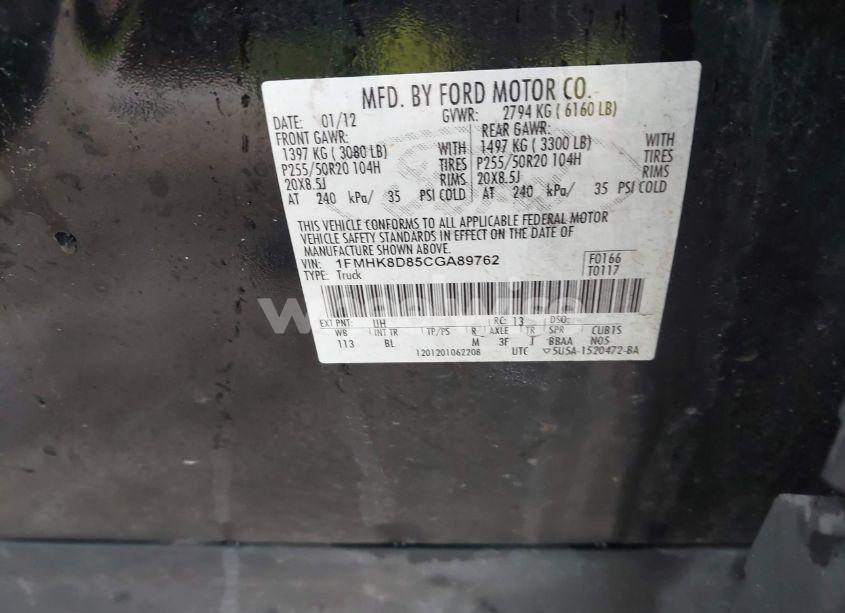 MFD. BY FORD MOTOR CO.
DATE: 01/12 GVWR: 2794 KG ( 6160 LB)
FRONT GAWR: REAR GAWR:
1397 KG ( 3080 LB) WITH 1497 KG ( 3300 LB) WITH
P255/50R20 104H TIRES P255/50R20 104H TIRES
20X8.5J RIMS 20X8.5J RIMS
AT 240 kPa/ 35 PSI COLD AT 240 kPa/ 35 PSI COLD
THIS VEHICLE CONFORMS TO ALL APPLICABLE FEDERAL MOTOR
VEHICLE SAFETY STANDARDS IN EFFECT ON THE DATE OF
MANUFACTURE SHOWN ABOVE.
VIN: 1FMHK8D85CGA89762 F0166
TYPE: Truck T0117
EXT PNT: UH RC: 13 DSO:
WB INT TR TP/PS R AXLE TR SPR CUB1S
113 BL M 3F J BBAA N05
1201201062208 UTC 5U5A-1520472-BA